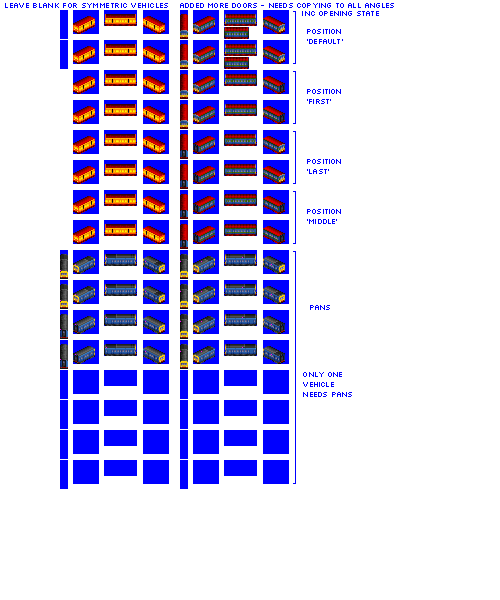 LEAVE BLANK FOR SYMMETRIC VEHICLES
ADDED MORE DOORS - NEEDS COPYING TO ALL ANGLES
INC OPENING STATE
POSITION
'DEFAULT'
POSITION
'FIRST'
POSITION
'LAST'
POSITION
'MIDDLE'
PANS
ONLY ONE
VEHICLE
NEEDS PANS